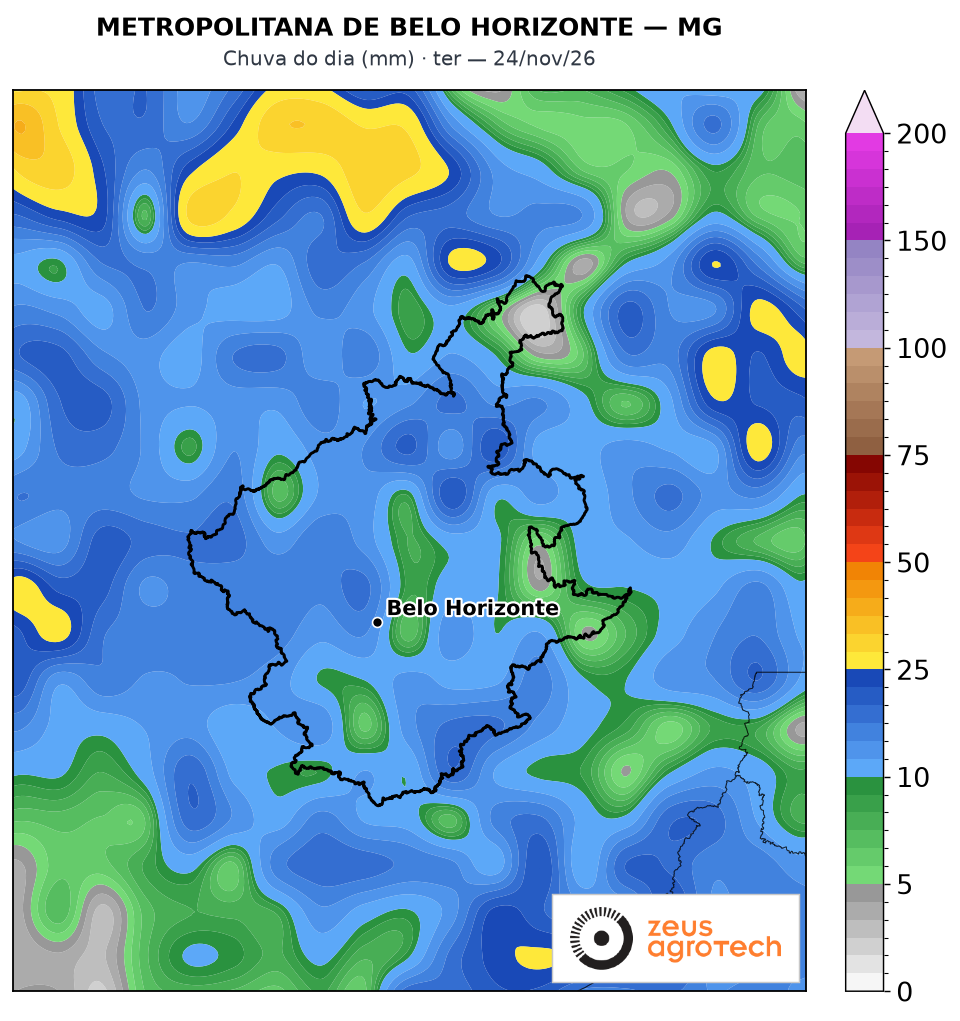 METROPOLITANA DE BELO HORIZONTE — MG
Chuva do dia (mm) · ter — 24/nov/26
200
150
100
75
50
25
10
5
0
Belo Horizonte
zeus
agrotech